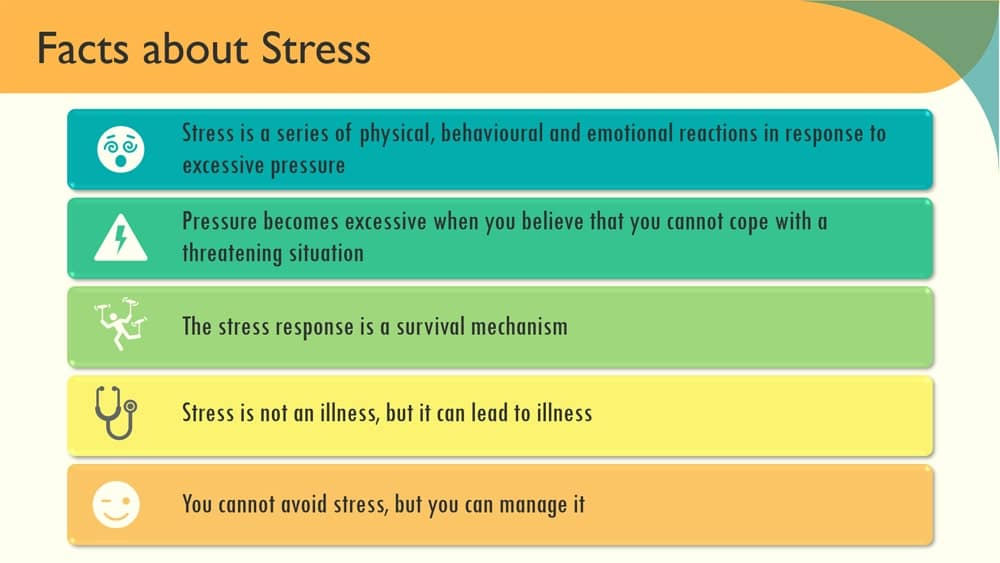 Facts about Stress
Stress is a series of physical, behavioural and emotional reactions in response to
excessive pressure
Pressure becomes excessive when you believe that you cannot cope with a
threatening situation
The stress response is a survival mechanism
Stress is not an illness, but it can lead to illness
You cannot avoid stress, but you can manage it